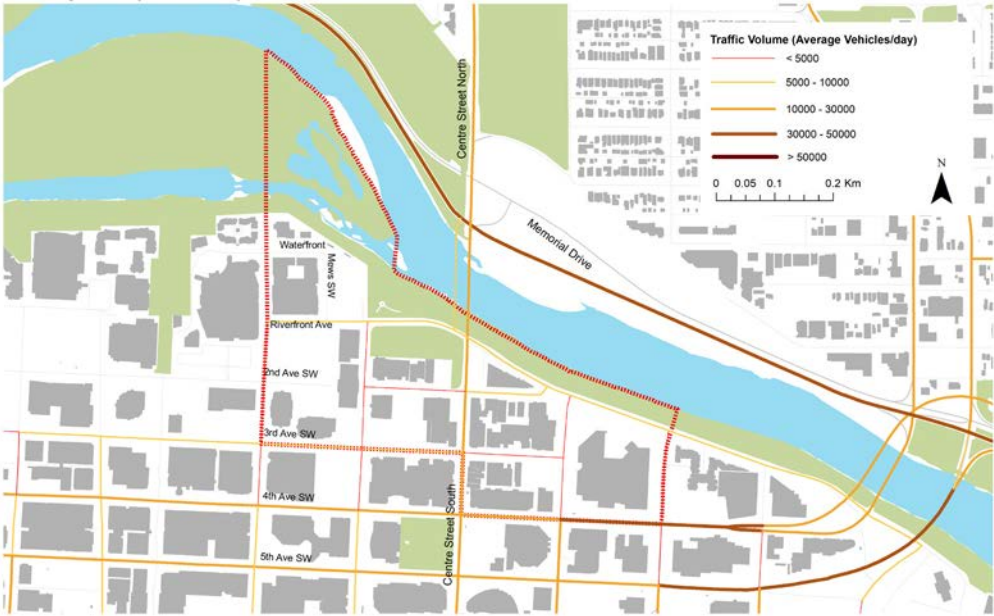 Traffic Volume (Average Vehicles/day)
< 5000
5000 - 10000
10000 - 30000
30000 - 50000
> 50000
0 0.05 0.1 0.2 Km
N
Centre Street North
Memorial Drive
Waterfront
Mews SW
Riverfront Ave
2nd Ave SW
3rd Ave SW
4th Ave SW
Centre Street South
5th Ave SW